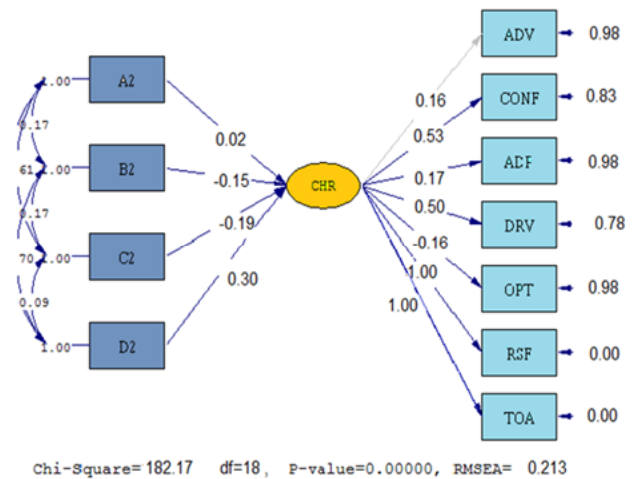 ADV
0.98
1.00
A2
0.16
CONF
0.83
0.17
0.02
0.53
61
1.00
B2
-0.15
CHR
0.17
ADF
0.98
0.17
-0.19
0.50
DRV
0.78
70
1.00
C2
0.30
-0.16
OPT
0.98
0.09
1.00
1.00
1.00
D2
RSF
0.00
TOA
0.00
Chi-Square=182.17 df=18, P-value=0.00000, RMSEA= 0.213